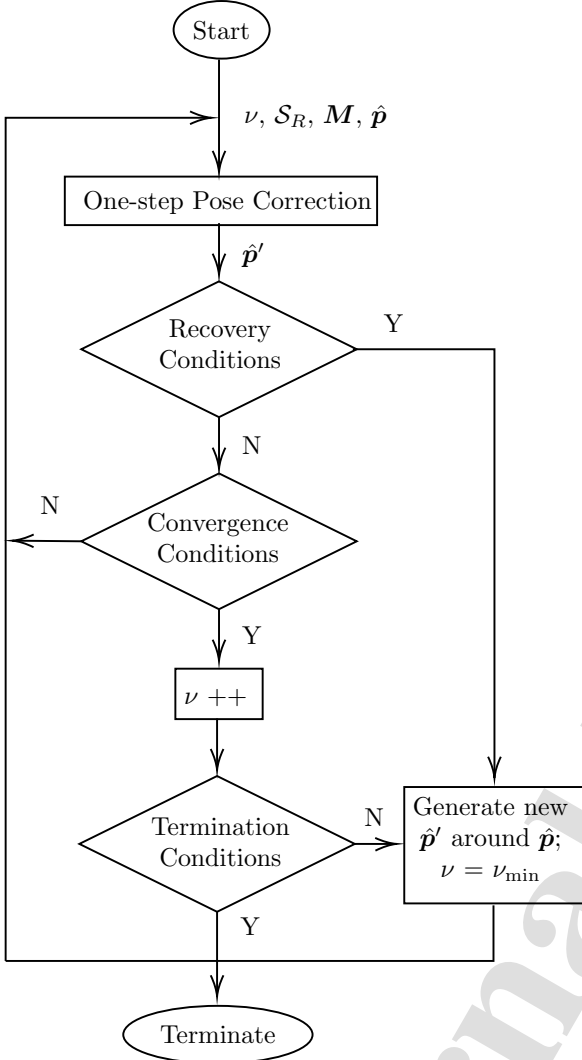 Start
ν, 𝒮_R, M, p̂
One-step Pose Correction
p̂′
Recovery
Conditions
Y
N
Convergence
Conditions
N
Y
ν ++
Termination
Conditions
N
Generate new
p̂′ around p̂;
ν = ν_min
Y
Terminate